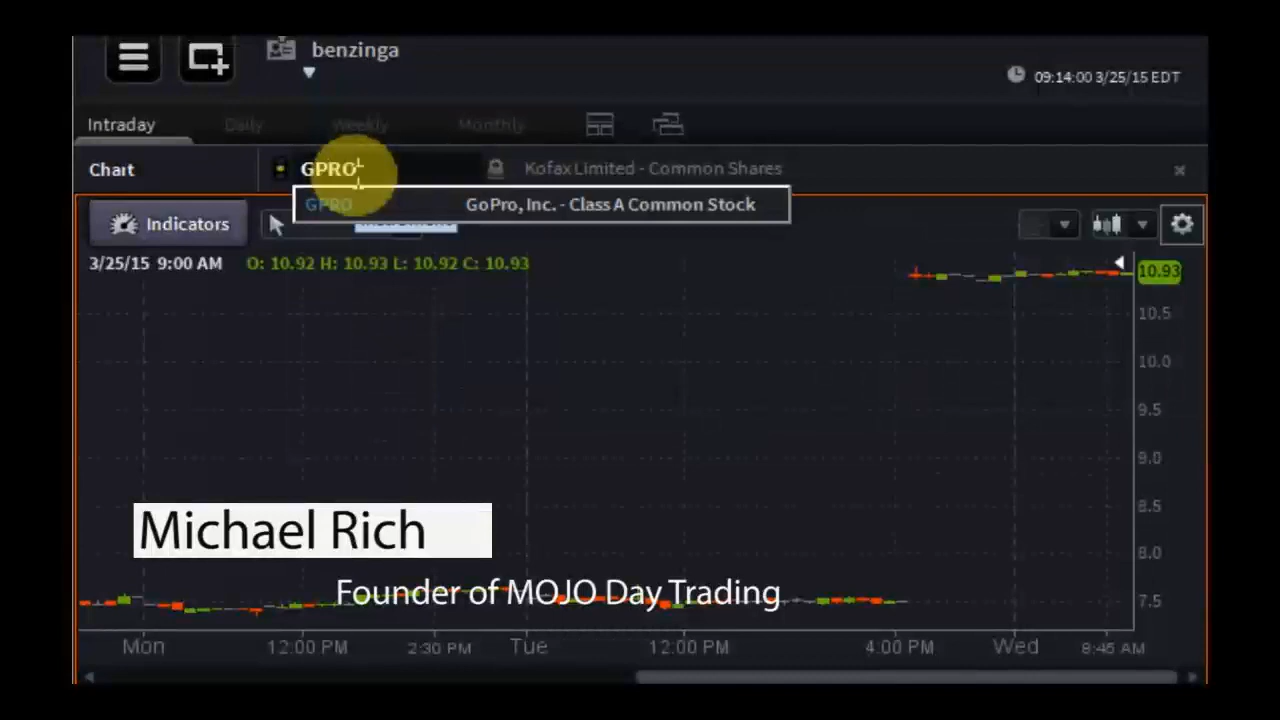 benzinga
09:14:00 3/25/15 EDT
Intraday Daily Weekly Monthly
Chart GPRO Kofax Limited - Common Shares
GPRO GoPro, Inc. - Class A Common Stock
Indicators
3/25/15 9:00 AM O: 10.92 H: 10.93 L: 10.92 C: 10.93
10.93
10.5
10.0
9.5
9.0
8.5
8.0
7.5
Michael Rich
Founder of MOJO Day Trading
Mon 12:00 PM 2:30 PM Tue 12:00 PM 4:00 PM Wed 8:45 AM